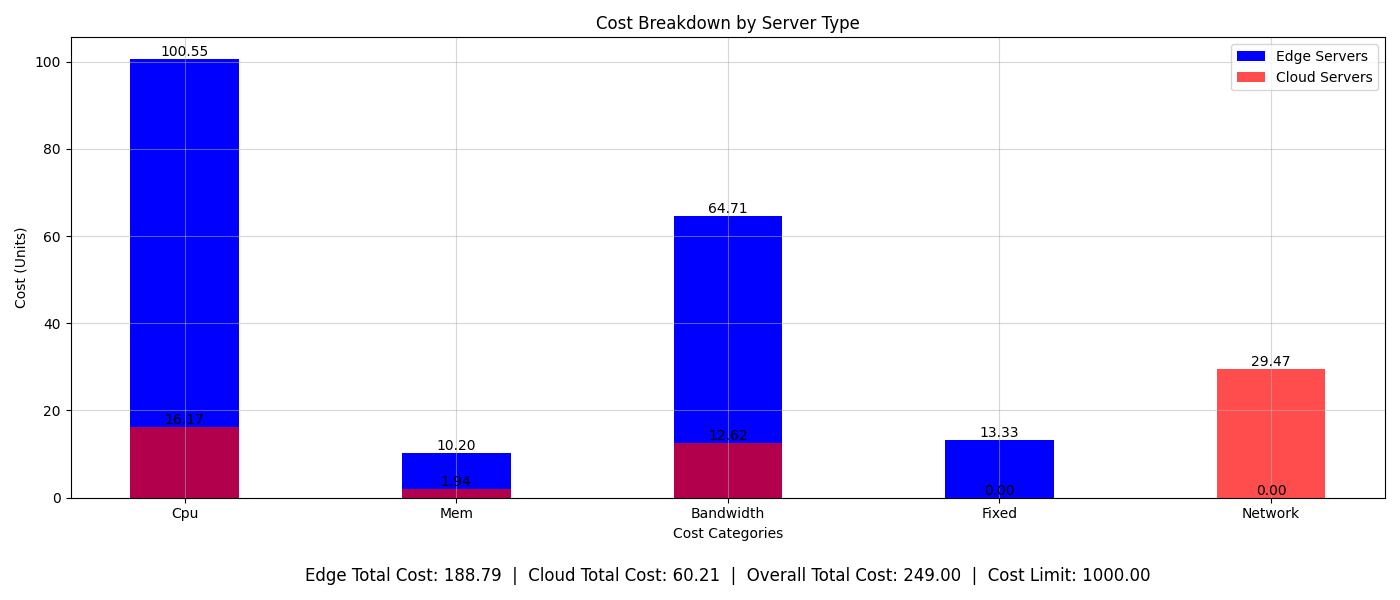 Cost Breakdown by Server Type
Cost (Units)
100
80
60
40
20
0
100.55
16.17
10.20
1.94
64.71
12.62
13.33
0.00
29.47
0.00
Edge Servers
Cloud Servers
Cpu Mem Bandwidth Fixed Network
Cost Categories
Edge Total Cost: 188.79 | Cloud Total Cost: 60.21 | Overall Total Cost: 249.00 | Cost Limit: 1000.00